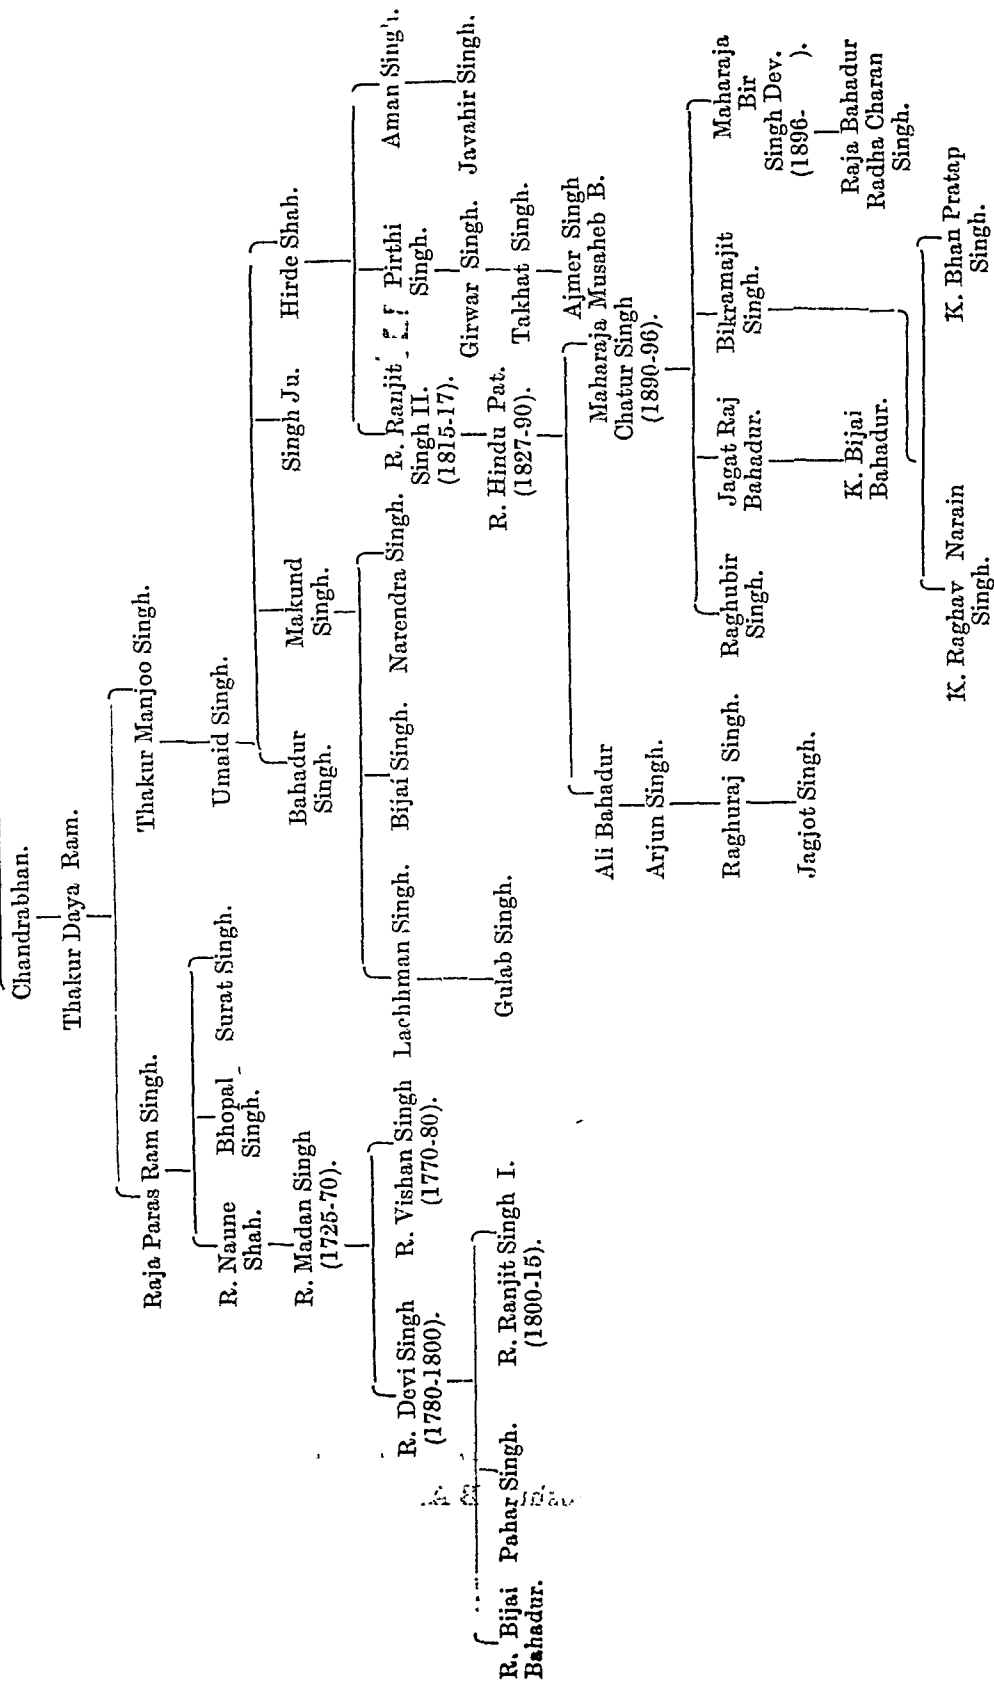 Chandrabhan.
Thakur Daya Ram.
Raja Paras Ram Singh.
Thakur Manjoo Singh.
R. Naune
Shah.
Bhopal
Singh.
Surat Singh.
Umaid Singh.
R. Madan Singh
(1725-70).
Bahadur
Singh.
Makund
Singh.
Singh Ju.
Hirde Shah.
R. Devi Singh
(1780-1800).
R. Vishan Singh
(1770-80).
Lachhman Singh.
Bijai Singh.
Narendra Singh.
R. Ranjit
Singh II.
(1815-17).
Pirthi
Singh.
Aman Singh.
R. Bijai
Bahadur.
Pahar Singh.
R. Ranjit Singh I.
(1800-15).
Gulab Singh.
R. Hindu Pat.
(1827-90).
Girwar Singh.
Javahir Singh.
Takhat Singh.
Ali Bahadur
Maharaja Musaheb B.
Chatur Singh
(1890-96).
Ajmer Singh
Arjun Singh.
Raghuraj Singh.
Raghubir
Singh.
Jagat Raj
Bahadur.
Bikramajit
Singh.
Maharaja
Bir
Singh Dev.
(1896- ).
Jagjot Singh.
K. Bijai
Bahadur.
Raja Bahadur
Radha Charan
Singh.
K. Raghav Narain
Singh.
K. Bhan Pratap
Singh.